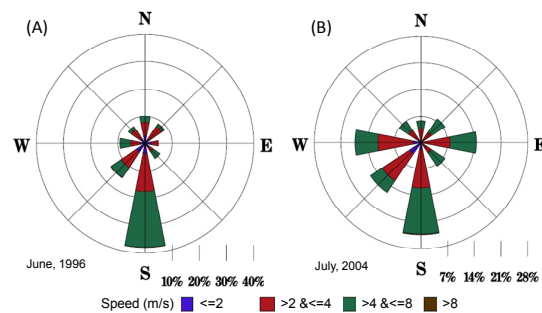 (A)
N
W
E
S
June, 1996
10% 20% 30% 40%
(B)
N
W
E
S
July, 2004
7% 14% 21% 28%
Speed (m/s) <=2 >2 &<=4 >4 &<=8 >8